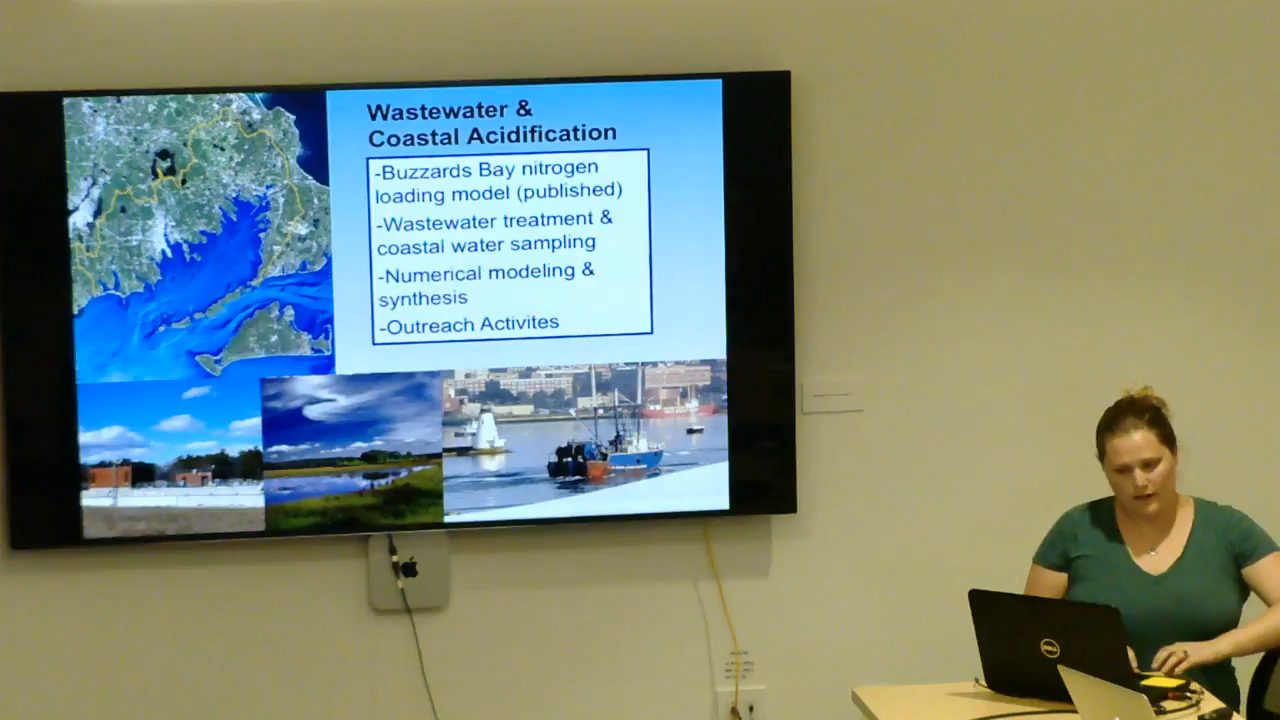 Wastewater &
Coastal Acidification
-Buzzards Bay nitrogen
loading model (published)
-Wastewater treatment &
coastal water sampling
-Numerical modeling &
synthesis
-Outreach Activites
DELL